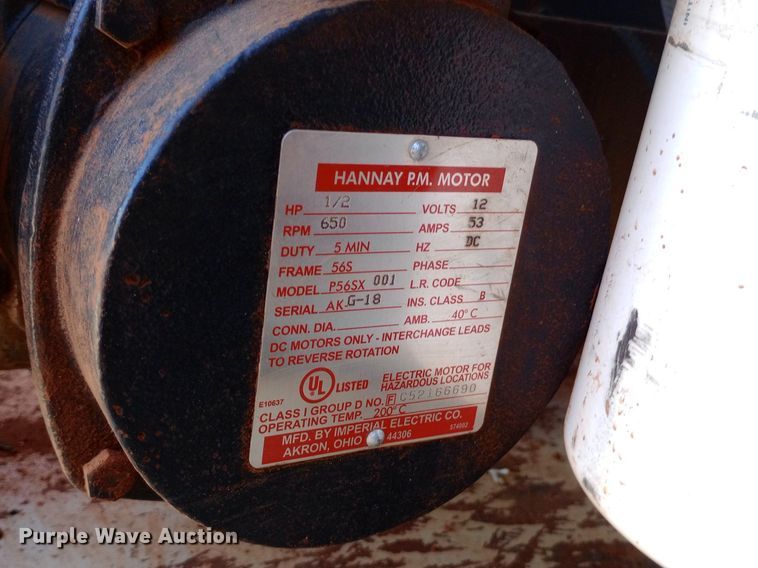 HANNAY P.M. MOTOR
HP 1/2 VOLTS 12
RPM 650 AMPS 53
DUTY 5 MIN HZ DC
FRAME 56S PHASE
MODEL P56SX 001 L.R. CODE
SERIAL AK G-18 INS. CLASS B
CONN. DIA. AMB. 40°C
DC MOTORS ONLY - INTERCHANGE LEADS
TO REVERSE ROTATION
UL LISTED ELECTRIC MOTOR FOR
HAZARDOUS LOCATIONS
E10637
CLASS I GROUP D NO. F C52166690
OPERATING TEMP. 200°C
MFD. BY IMPERIAL ELECTRIC CO.
AKRON, OHIO 44306 574002
Purple Wave Auction